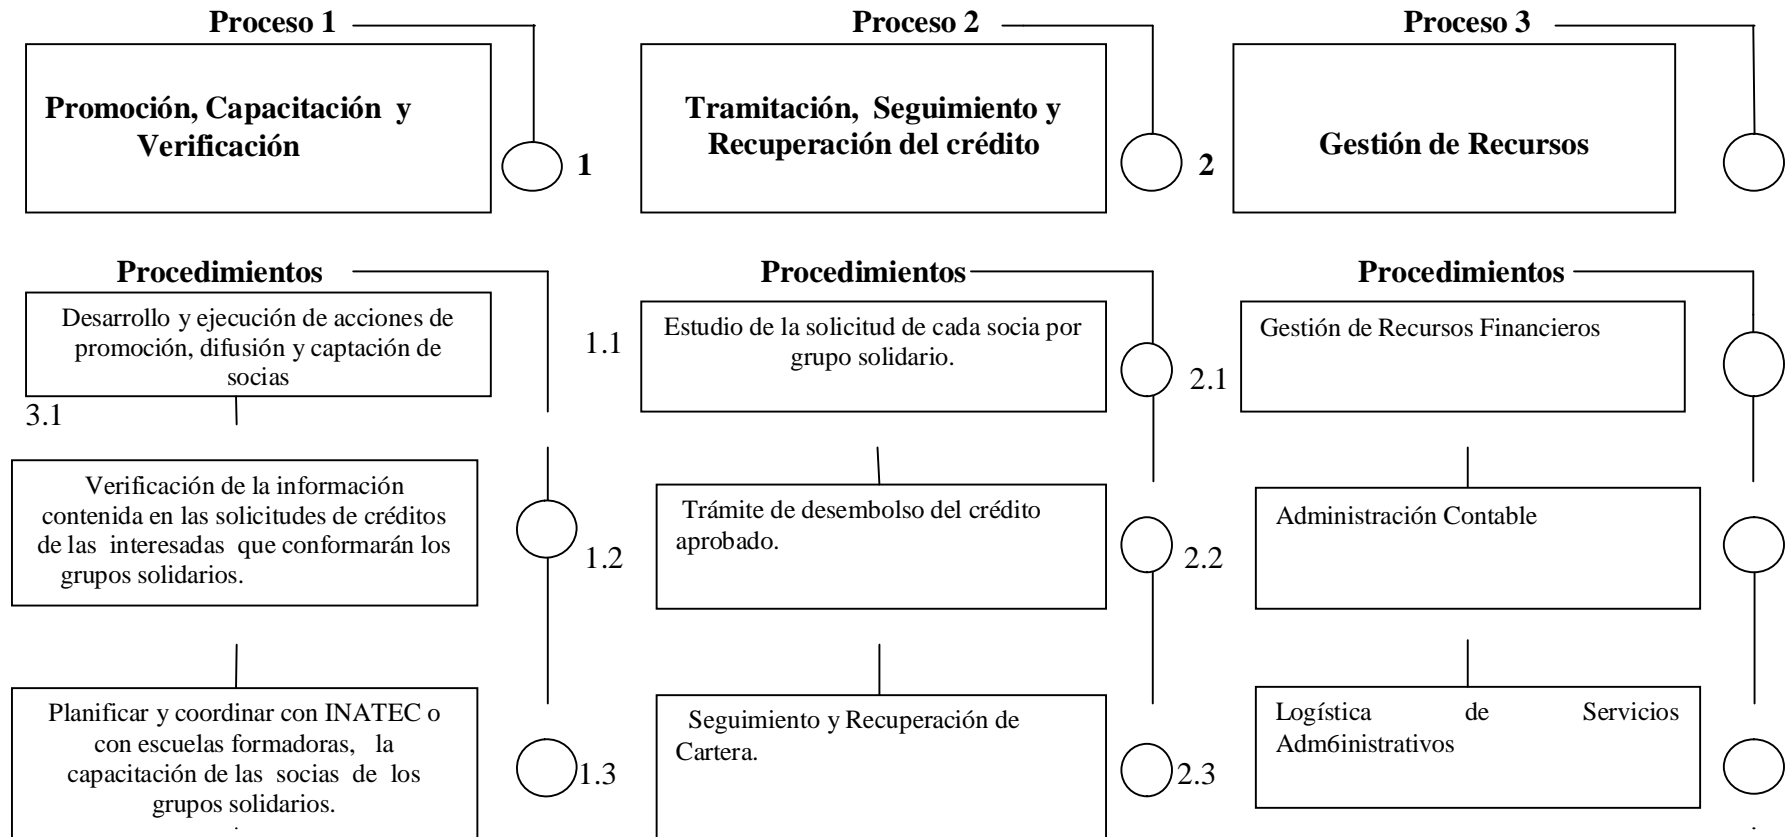 Proceso 1
Proceso 2
Proceso 3
Promoción, Capacitación y
Verificación
1
Tramitación, Seguimiento y
Recuperación del crédito
2
Gestión de Recursos
Procedimientos
Procedimientos
Procedimientos
Desarrollo y ejecución de acciones de
promoción, difusión y captación de
socias
1.1
Estudio de la solicitud de cada socia por
grupo solidario.
2.1
Gestión de Recursos Financieros
3.1
Verificación de la información
contenida en las solicitudes de créditos
de las interesadas que conformarán los
grupos solidarios.
1.2
Trámite de desembolso del crédito
aprobado.
2.2
Administración Contable
Planificar y coordinar con INATEC o
con escuelas formadoras, la
capacitación de las socias de los
grupos solidarios.
1.3
Seguimiento y Recuperación de
Cartera.
2.3
Logística de Servicios
Adm6inistrativos